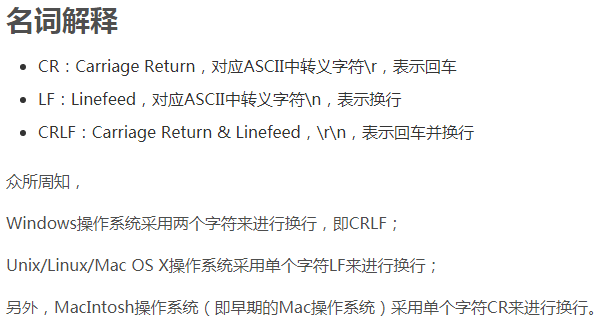 名词解释
CR：Carriage Return，对应ASCII中转义字符\r，表示回车
LF：Linefeed，对应ASCII中转义字符\n，表示换行
CRLF：Carriage Return & Linefeed，\r\n，表示回车并换行
众所周知，
Windows操作系统采用两个字符来进行换行，即CRLF；
Unix/Linux/Mac OS X操作系统采用单个字符LF来进行换行；
另外，MacIntosh操作系统（即早期的Mac操作系统）采用单个字符CR来进行换行。